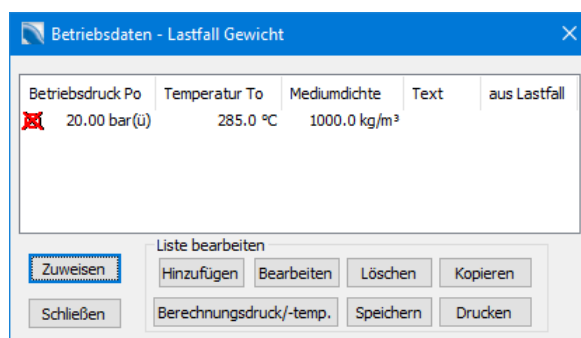 Betriebsdaten - Lastfall Gewicht
Betriebsdruck Po Temperatur To Mediumdichte Text aus Lastfall
20.00 bar(ü) 285.0 ºC 1000.0 kg/m³
Liste bearbeiten
Zuweisen Hinzufügen Bearbeiten Löschen Kopieren
Schließen Berechnungsdruck/-temp. Speichern Drucken